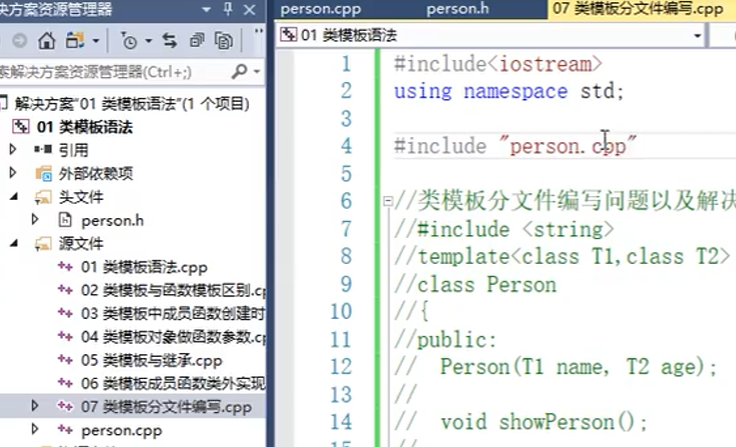 解决方案资源管理器
person.cpp
person.h
07 类模板分文件编写.cpp
01 类模板语法
索解决方案资源管理器(Ctrl+;)
解决方案"01 类模板语法"(1 个项目)
01 类模板语法
引用
外部依赖项
头文件
person.h
源文件
01 类模板语法.cpp
02 类模板与函数模板区别.cp
03 类模板中成员函数创建时
04 类模板对象做函数参数.c
05 类模板与继承.cpp
06 类模板成员函数类外实现
07 类模板分文件编写.cpp
person.cpp
1 #include<iostream>
2 using namespace std;
3
4 #include "person.cpp"
5
6 //类模板分文件编写问题以及解决
7 //#include <string>
8 //template<class T1,class T2>
9 //class Person
10 //{
11 //public:
12 // Person(T1 name, T2 age);
13 //
14 // void showPerson();